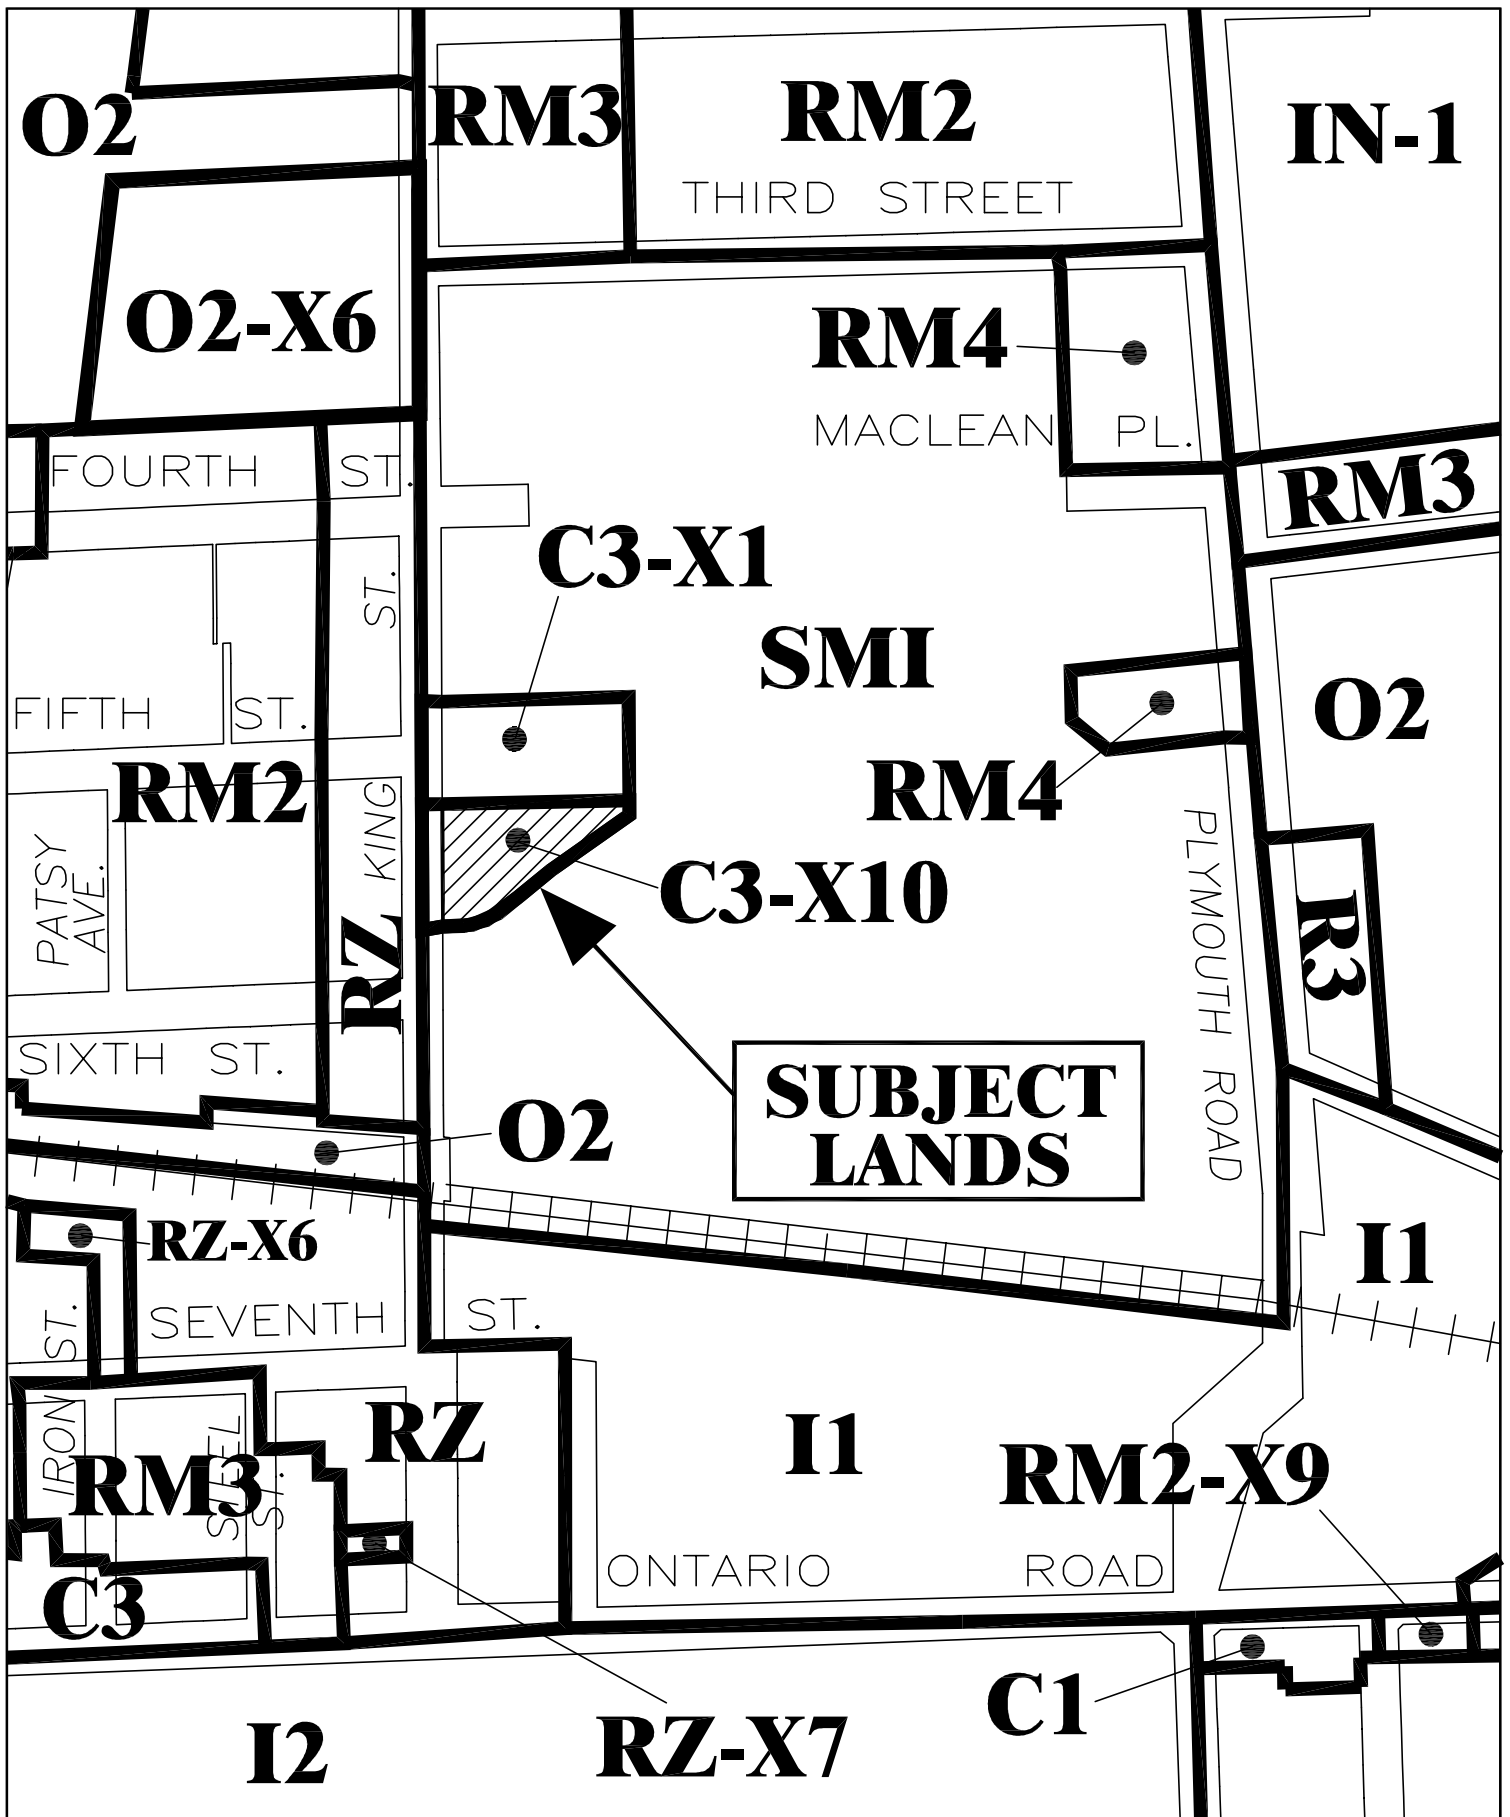 O2
RM3
RM2
IN-1
THIRD STREET
O2-X6
RM4
MACLEAN PL.
FOURTH ST.
RM3
C3-X1
ST.
SMI
O2
FIFTH ST.
RM2
RM4
KING
PLYMOUTH ROAD
PATSY
AVE.
C3-X10
R3
RZ
SIXTH ST.
SUBJECT
LANDS
O2
RZ-X6
I1
ST.
SEVENTH ST.
IRON
RZ
STEEL
ST.
RM3
I1
RM2-X9
ONTARIO ROAD
C3
C1
I2
RZ-X7